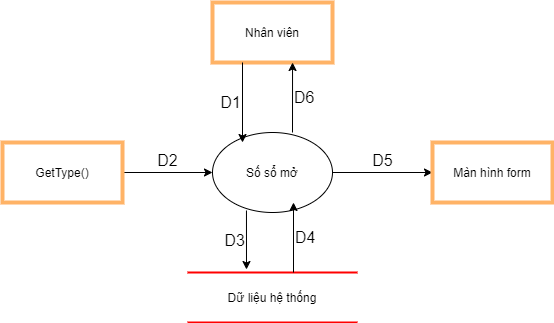 Nhân viên
D1
D6
GetType()
D2
Số sổ mở
D5
Màn hình form
D3
D4
Dữ liệu hệ thống